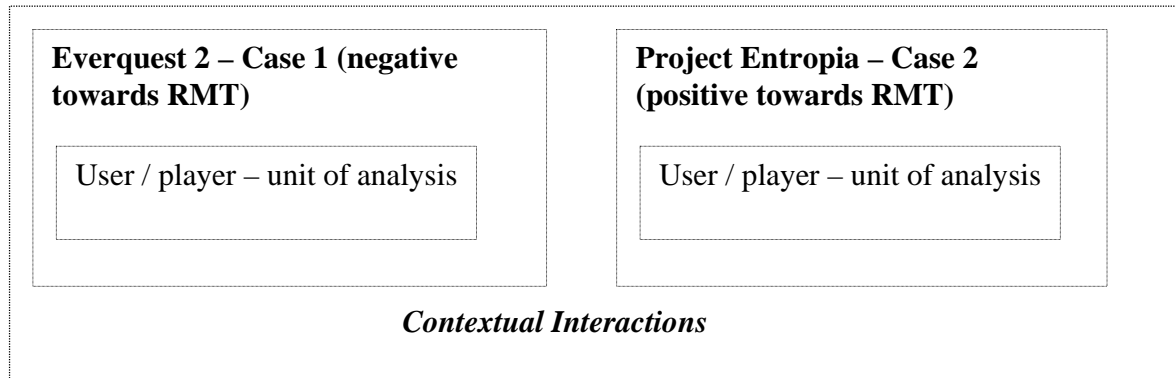 Everquest 2 – Case 1 (negative
towards RMT)
User / player – unit of analysis
Project Entropia – Case 2
(positive towards RMT)
User / player – unit of analysis
Contextual Interactions